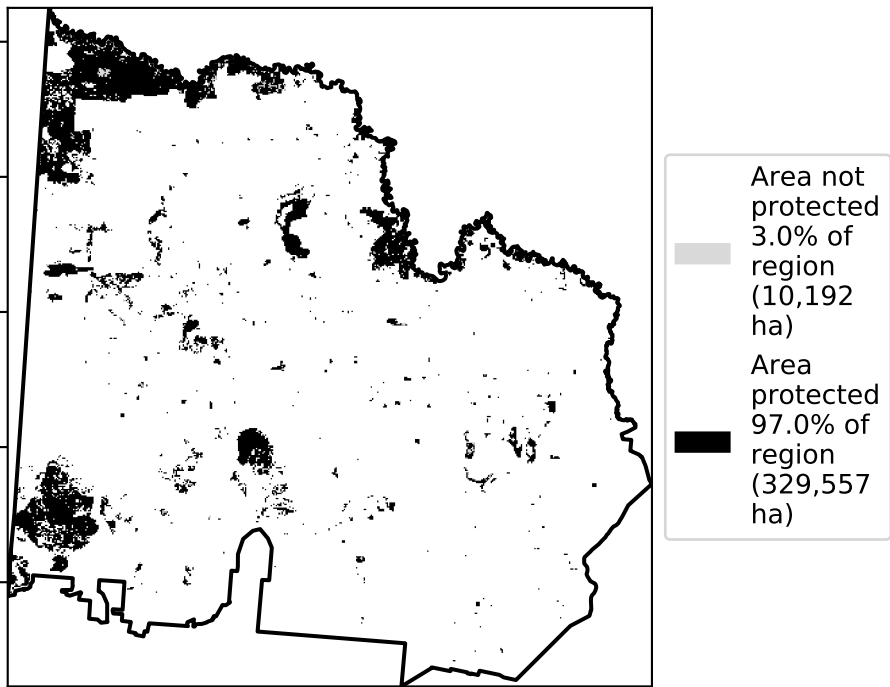 Area not
protected
3.0% of
region
(10,192
ha)
Area
protected
97.0% of
region
(329,557
ha)